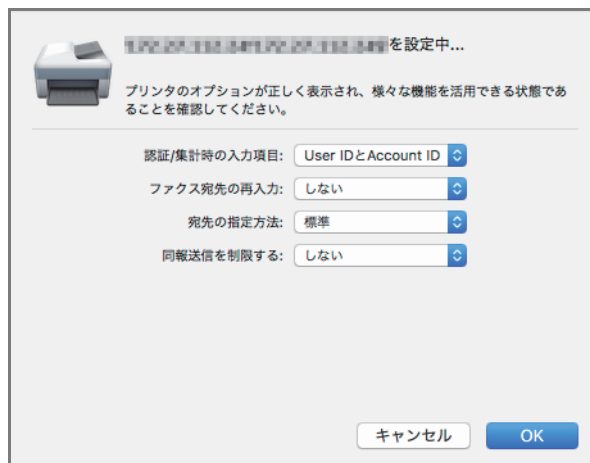 を設定中...
プリンタのオプションが正しく表示され、様々な機能を活用できる状態であ
ることを確認してください。
認証/集計時の入力項目: User IDとAccount ID
ファクス宛先の再入力: しない
宛先の指定方法: 標準
同報送信を制限する: しない
キャンセル OK